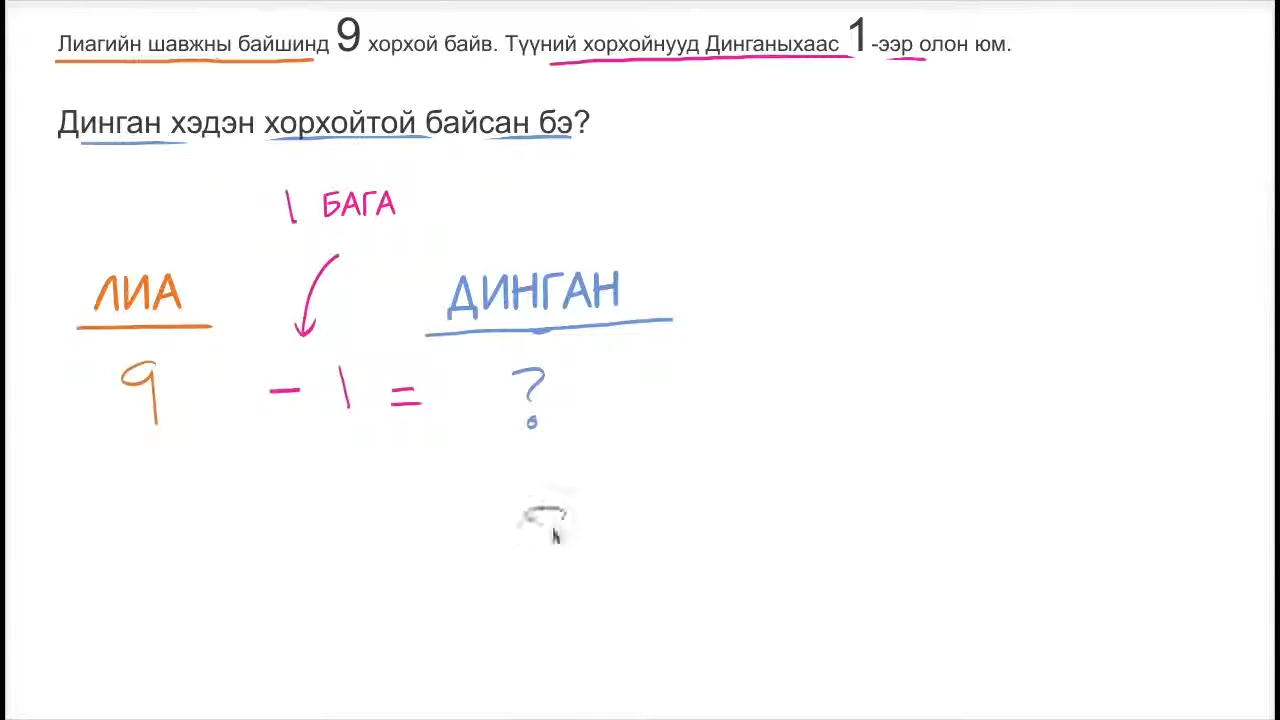 Лиагийн шавжны байшинд 9 хорхой байв. Түүний хорхойнууд Динганыхаас 1-ээр олон юм.
Динган хэдэн хорхойтой байсан бэ?
1 БАГА
ЛИА ДИНГАН
9 - 1 = ?